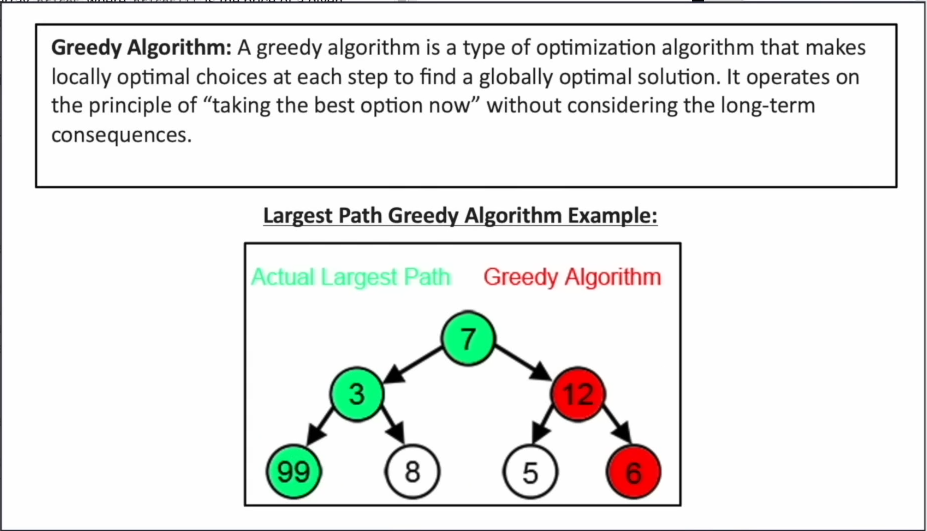 Greedy Algorithm: A greedy algorithm is a type of optimization algorithm that makes
locally optimal choices at each step to find a globally optimal solution. It operates on
the principle of “taking the best option now” without considering the long-term
consequences.
Largest Path Greedy Algorithm Example:
Actual Largest Path Greedy Algorithm
7
3 12
99 8 5 6